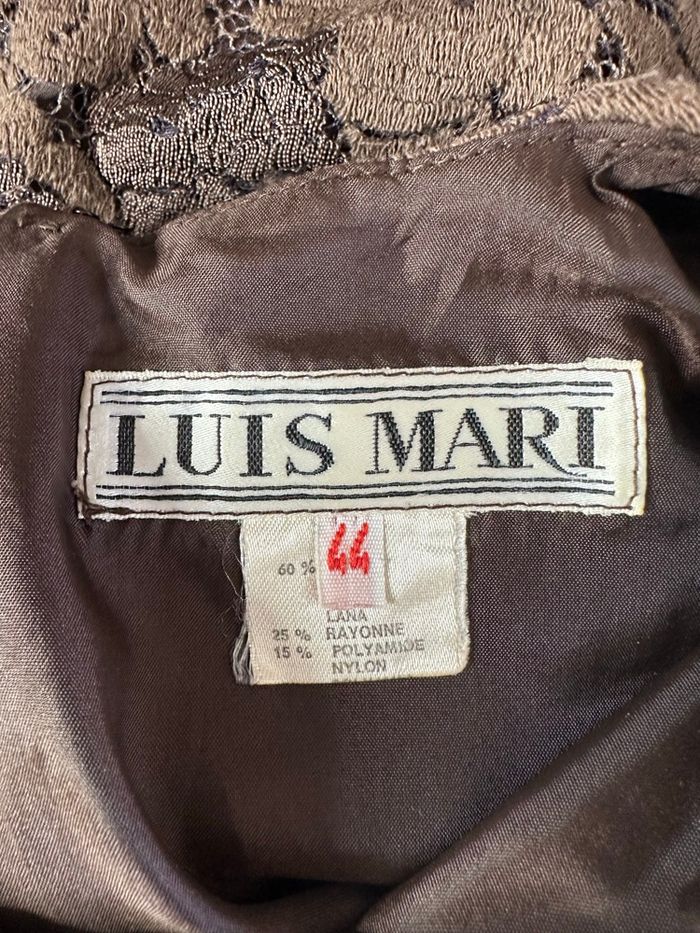 LUIS MARI
44
60 %
LANA
25 % RAYONNE
15 % POLYAMIDE
NYLON